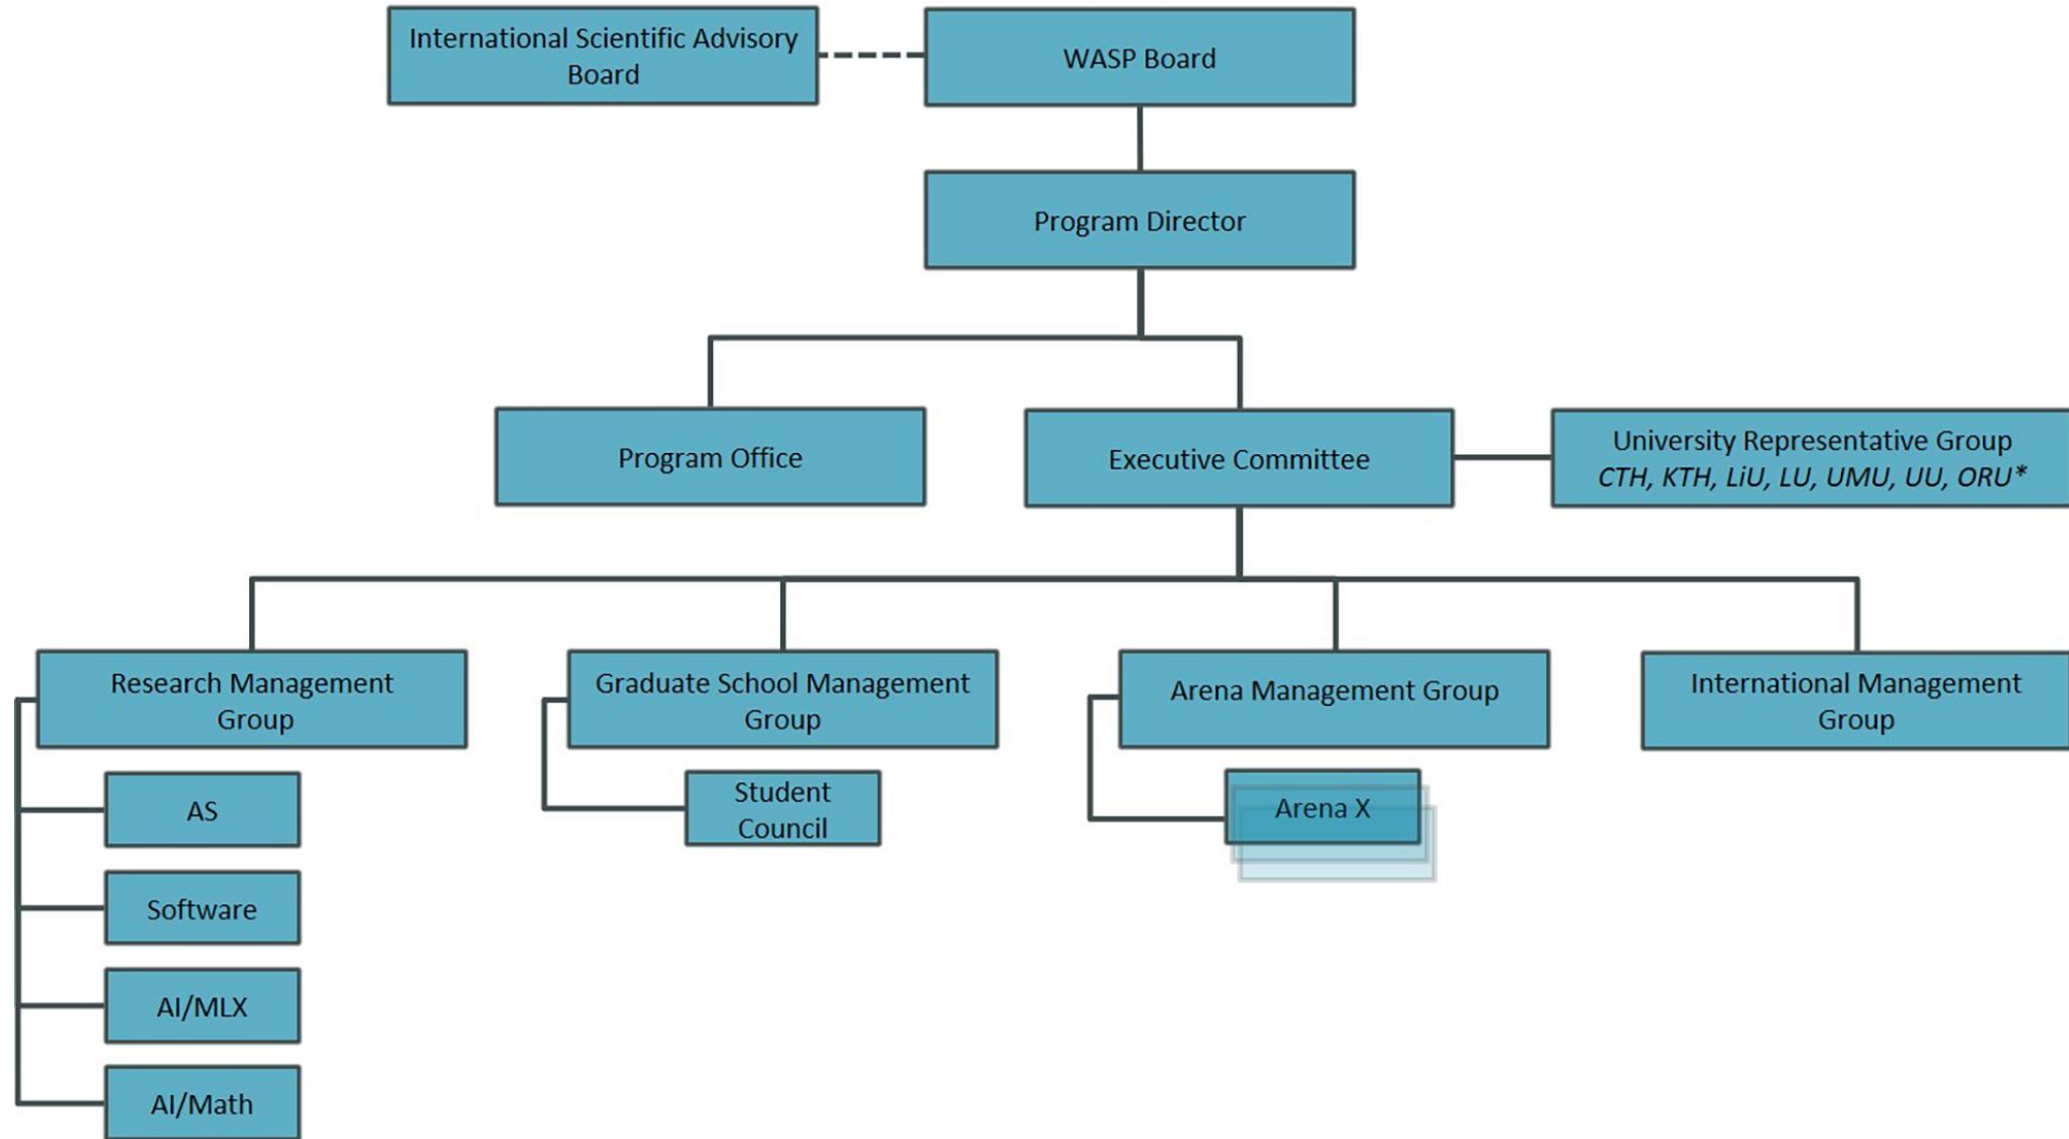 International Scientific Advisory
Board
WASP Board
Program Director
Program Office
Executive Committee
University Representative Group
CTH, KTH, LiU, LU, UMU, UU, ORU*
Research Management
Group
Graduate School Management
Group
Arena Management Group
International Management
Group
AS
Software
AI/MLX
AI/Math
Student
Council
Arena X